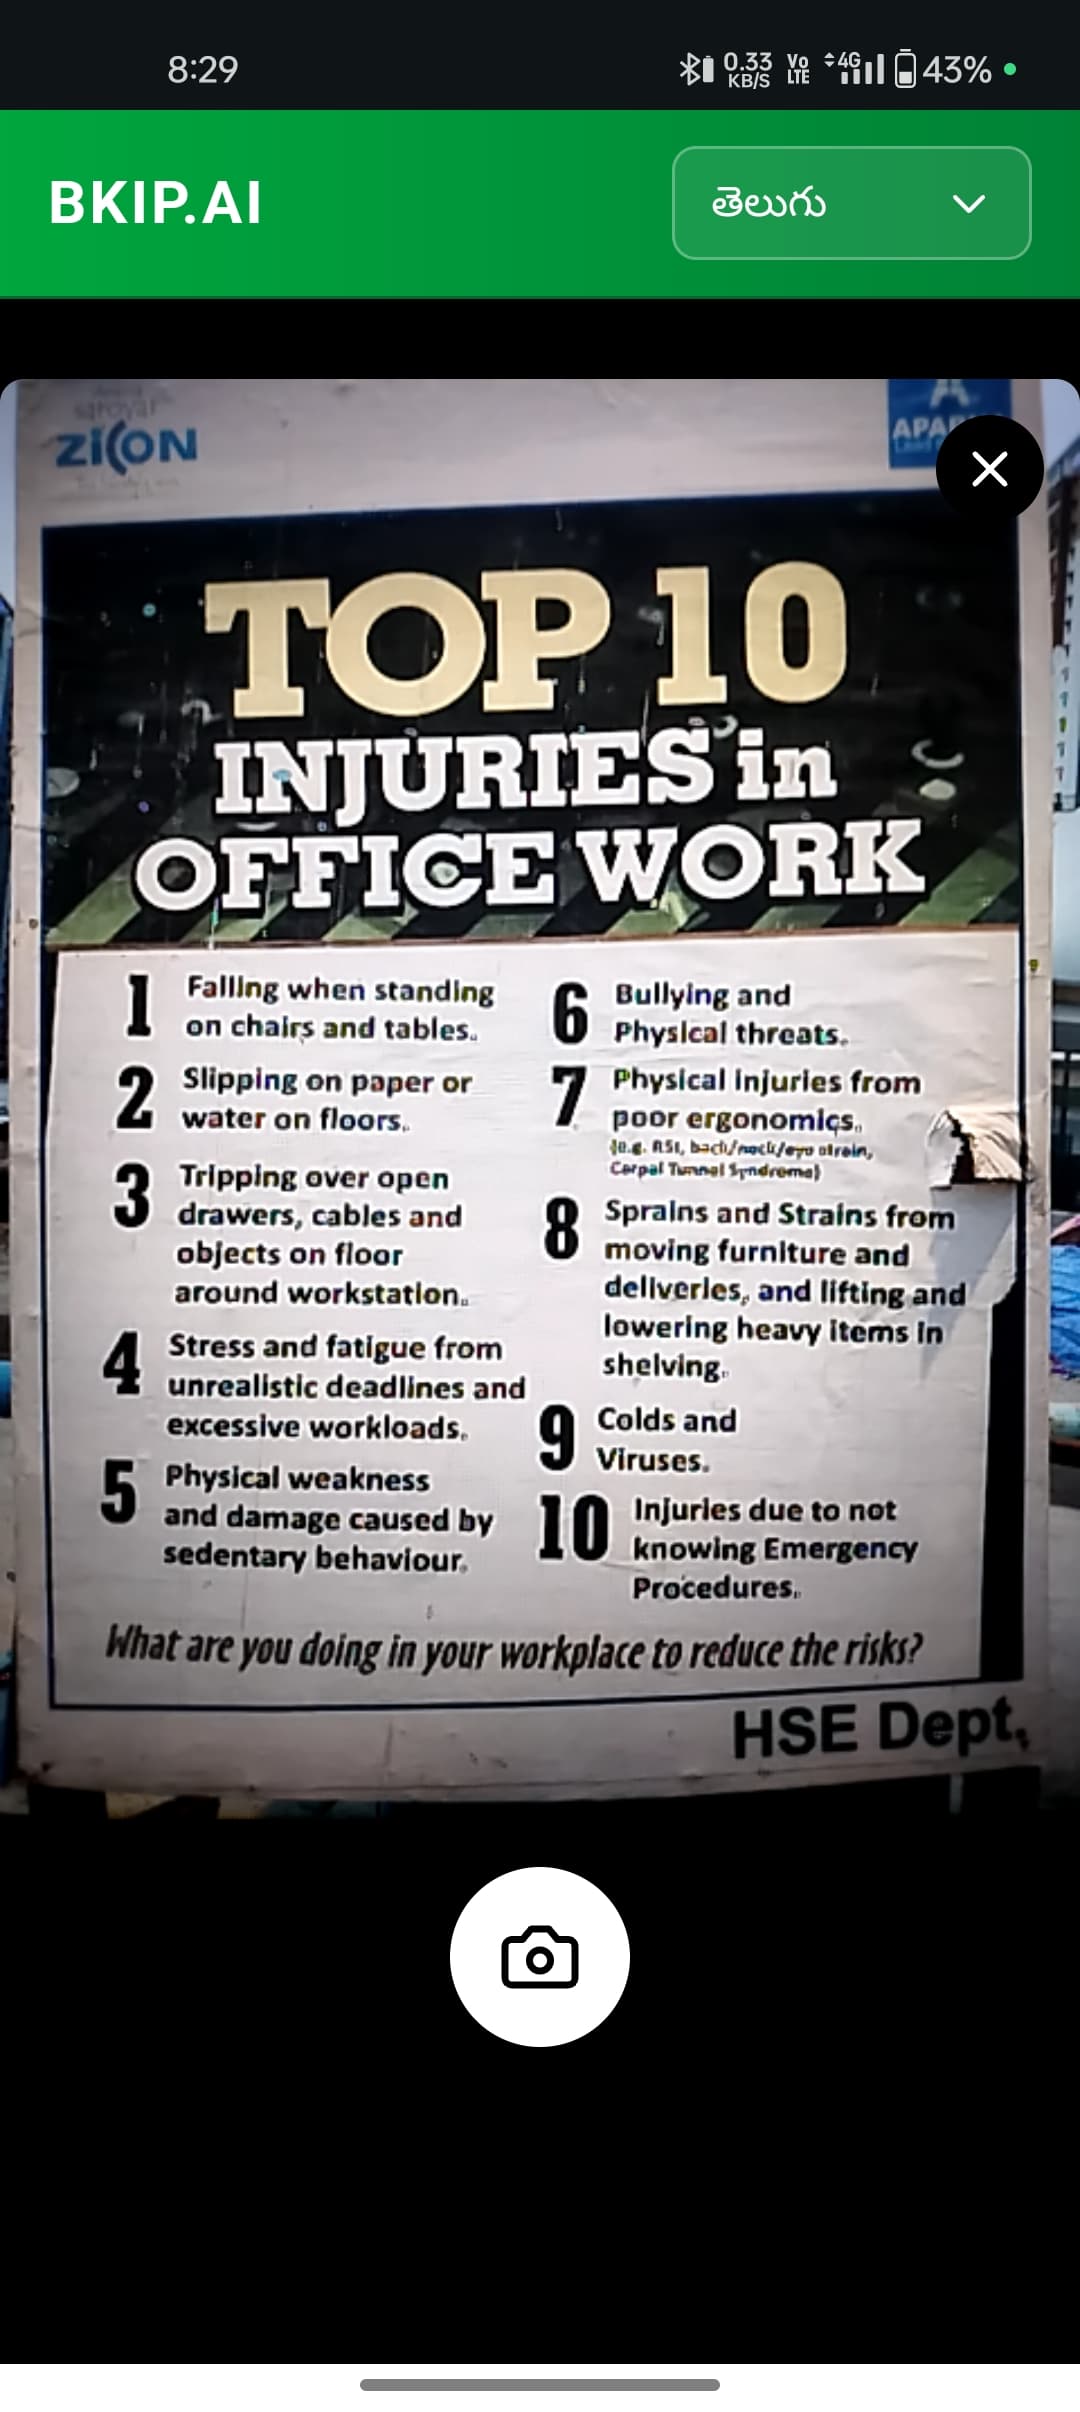 8:29
0.33 KB/S
Vo LTE
4G
43%
BKIP.AI
తెలుగు
sarovar
ZICON
TOP 10
INJURIES in
OFFICE WORK
1 Falling when standing
on chairs and tables.
2 Slipping on paper or
water on floors.
3 Tripping over open
drawers, cables and
objects on floor
around workstation.
4 Stress and fatigue from
unrealistic deadlines and
excessive workloads.
5 Physical weakness
and damage caused by
sedentary behaviour.
6 Bullying and
Physical threats.
7 Physical Injuries from
poor ergonomics.
(e.g. RSI, back/neck/eye strain,
Carpal Tunnel Syndrome)
8 Sprains and Strains from
moving furniture and
deliveries, and lifting and
lowering heavy items in
shelving.
9 Colds and
Viruses.
10 Injuries due to not
knowing Emergency
Procedures.
What are you doing in your workplace to reduce the risks?
HSE Dept.